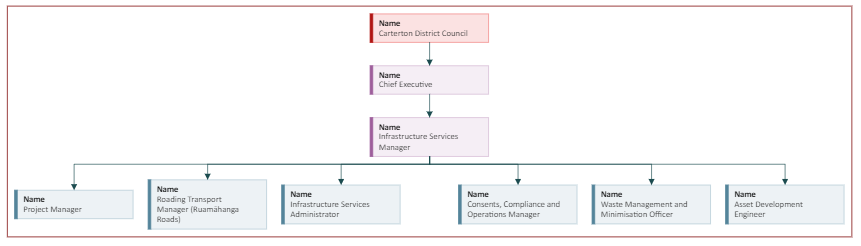 Name
Carterton District Council
Name
Chief Executive
Name
Infrastructure Services
Manager
Name
Project Manager
Name
Roading Transport
Manager (Ruamāhanga
Roads)
Name
Infrastructure Services
Administrator
Name
Consents, Compliance and
Operations Manager
Name
Waste Management and
Minimisation Officer
Name
Asset Development
Engineer